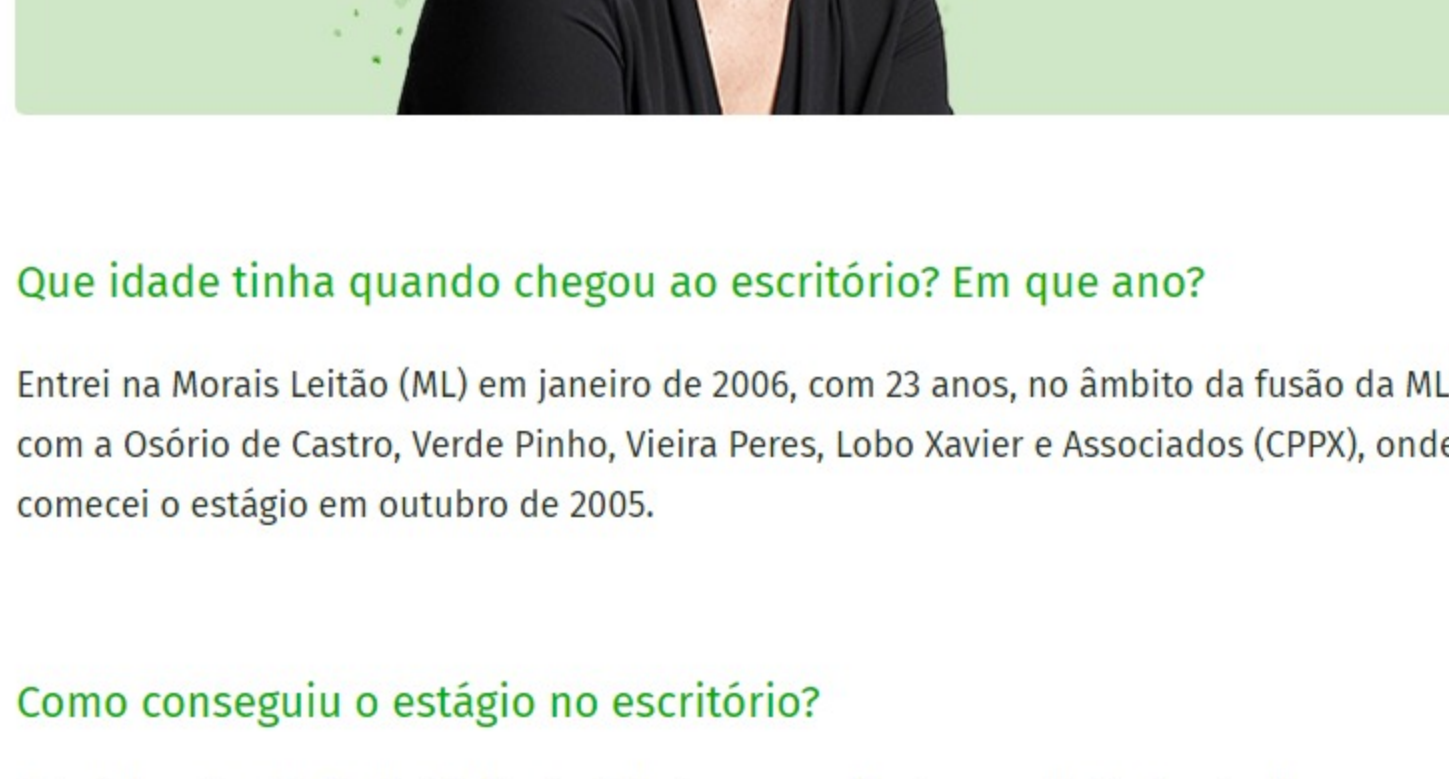 Que idade tinha quando chegou ao escritório? Em que ano?
Entrei na Morais Leitão (ML) em janeiro de 2006, com 23 anos, no âmbito da fusão da ML
com a Osório de Castro, Verde Pinho, Vieira Peres, Lobo Xavier e Associados (CPPX), onde
comecei o estágio em outubro de 2005.
Como conseguiu o estágio no escritório?